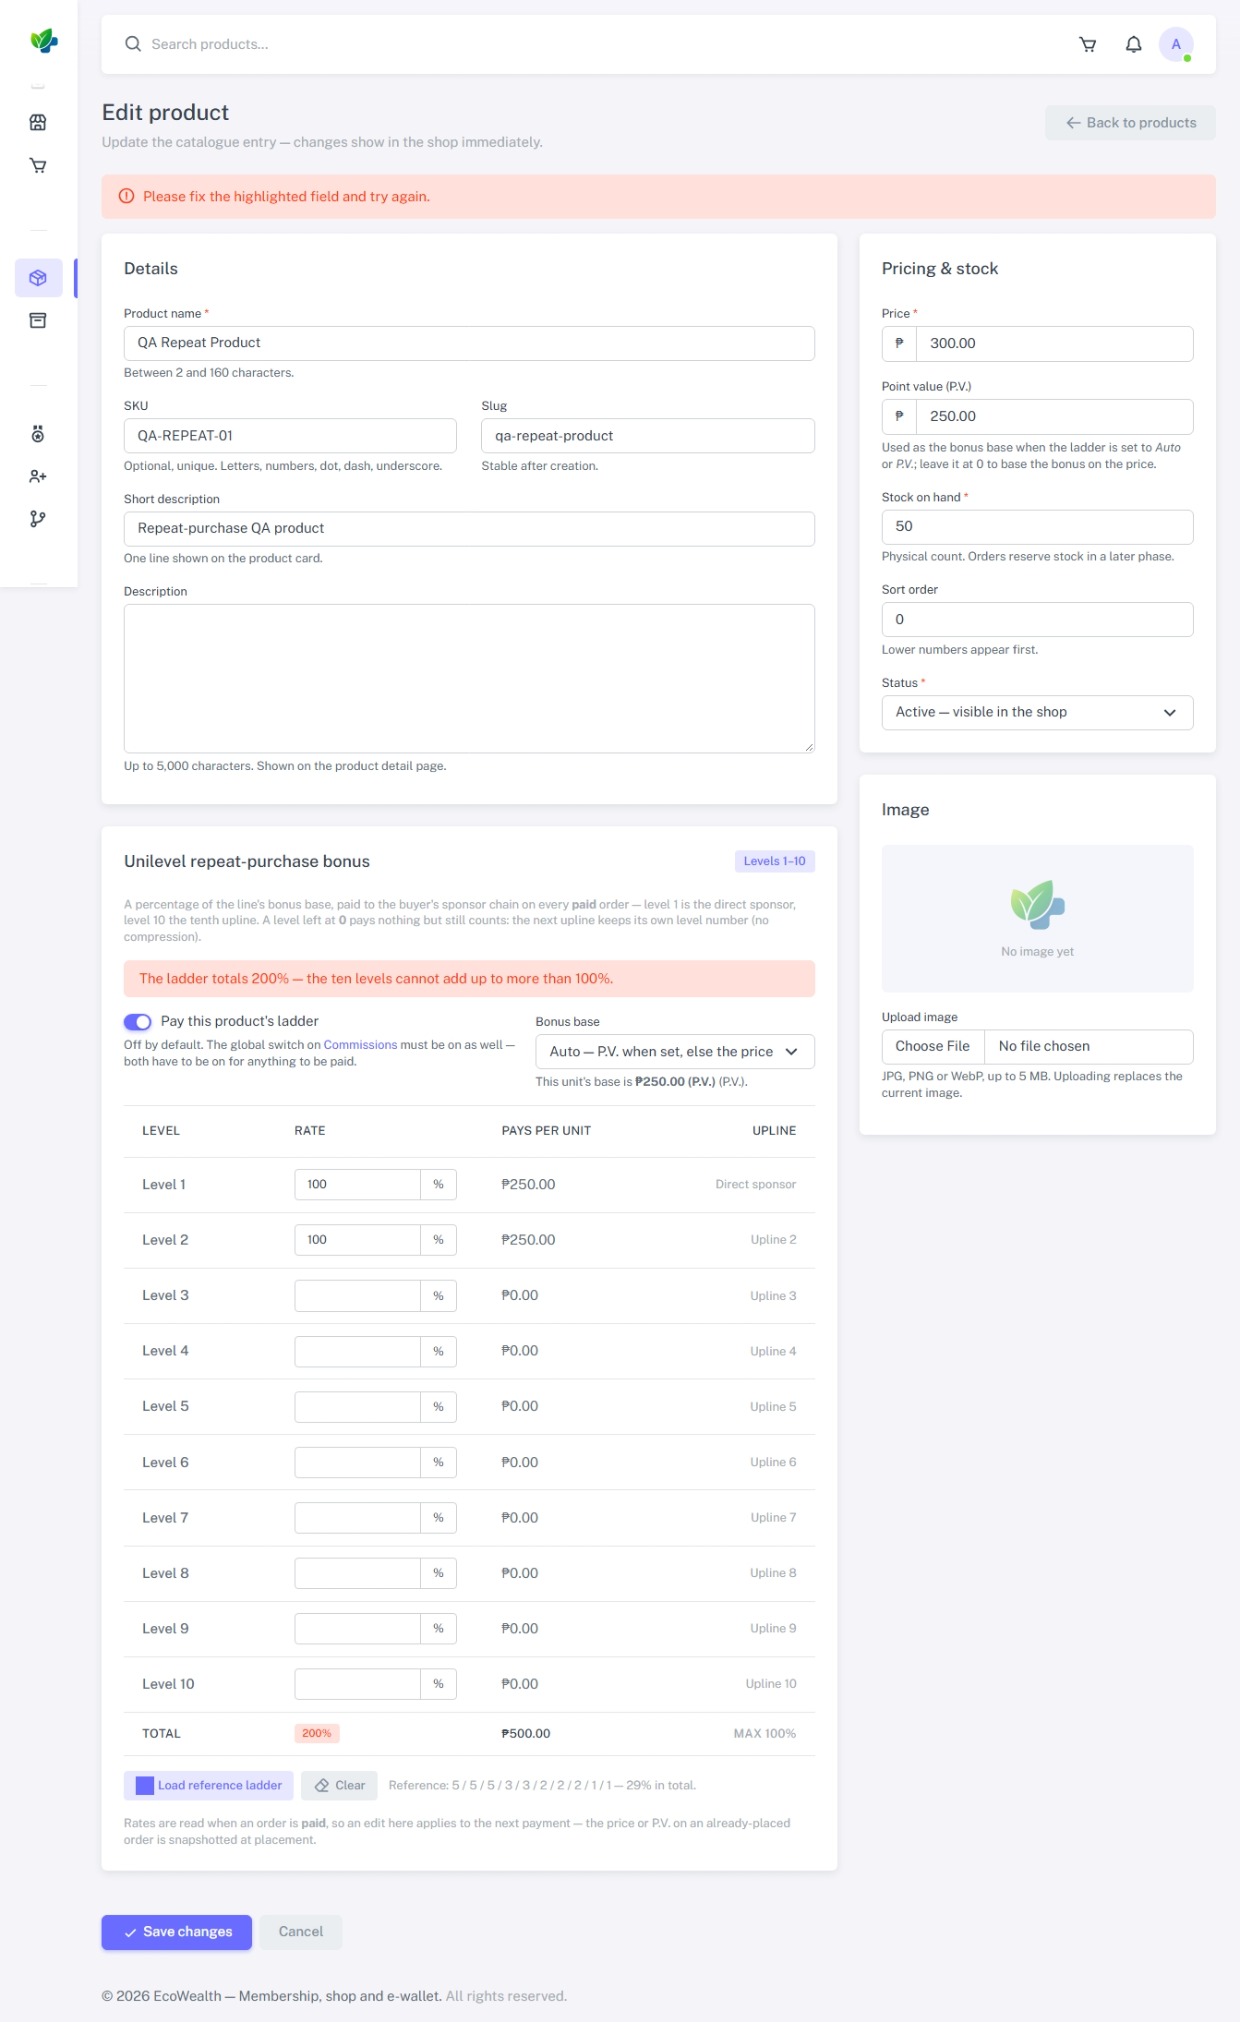 Search products...
A
Edit product
Update the catalogue entry — changes show in the shop immediately.
← Back to products
Please fix the highlighted field and try again.
Details
Product name *
QA Repeat Product
Between 2 and 160 characters.
SKU
QA-REPEAT-01
Optional, unique. Letters, numbers, dot, dash, underscore.
Slug
qa-repeat-product
Stable after creation.
Short description
Repeat-purchase QA product
One line shown on the product card.
Description
Up to 5,000 characters. Shown on the product detail page.
Pricing & stock
Price *
₱ 300.00
Point value (P.V.)
₱ 250.00
Used as the bonus base when the ladder is set to Auto
or P.V.; leave it at 0 to base the bonus on the price.
Stock on hand *
50
Physical count. Orders reserve stock in a later phase.
Sort order
0
Lower numbers appear first.
Status *
Active — visible in the shop
Image
No image yet
Upload image
Choose File No file chosen
JPG, PNG or WebP, up to 5 MB. Uploading replaces the
current image.
Unilevel repeat-purchase bonus
Levels 1–10
A percentage of the line's bonus base, paid to the buyer's sponsor chain on every paid order — level 1 is the direct sponsor,
level 10 the tenth upline. A level left at 0 pays nothing but still counts: the next upline keeps its own level number (no
compression).
The ladder totals 200% — the ten levels cannot add up to more than 100%.
Pay this product's ladder
Off by default. The global switch on Commissions must be on as well —
both have to be on for anything to be paid.
Bonus base
Auto — P.V. when set, else the price
This unit's base is ₱250.00 (P.V.) (P.V.).
LEVEL RATE PAYS PER UNIT UPLINE
Level 1 100 % ₱250.00 Direct sponsor
Level 2 100 % ₱250.00 Upline 2
Level 3 % ₱0.00 Upline 3
Level 4 % ₱0.00 Upline 4
Level 5 % ₱0.00 Upline 5
Level 6 % ₱0.00 Upline 6
Level 7 % ₱0.00 Upline 7
Level 8 % ₱0.00 Upline 8
Level 9 % ₱0.00 Upline 9
Level 10 % ₱0.00 Upline 10
TOTAL 200% ₱500.00 MAX 100%
Load reference ladder Clear Reference: 5 / 5 / 5 / 3 / 3 / 2 / 2 / 2 / 1 / 1 — 29% in total.
Rates are read when an order is paid, so an edit here applies to the next payment — the price or P.V. on an already-placed
order is snapshotted at placement.
Save changes Cancel
© 2026 EcoWealth — Membership, shop and e-wallet. All rights reserved.